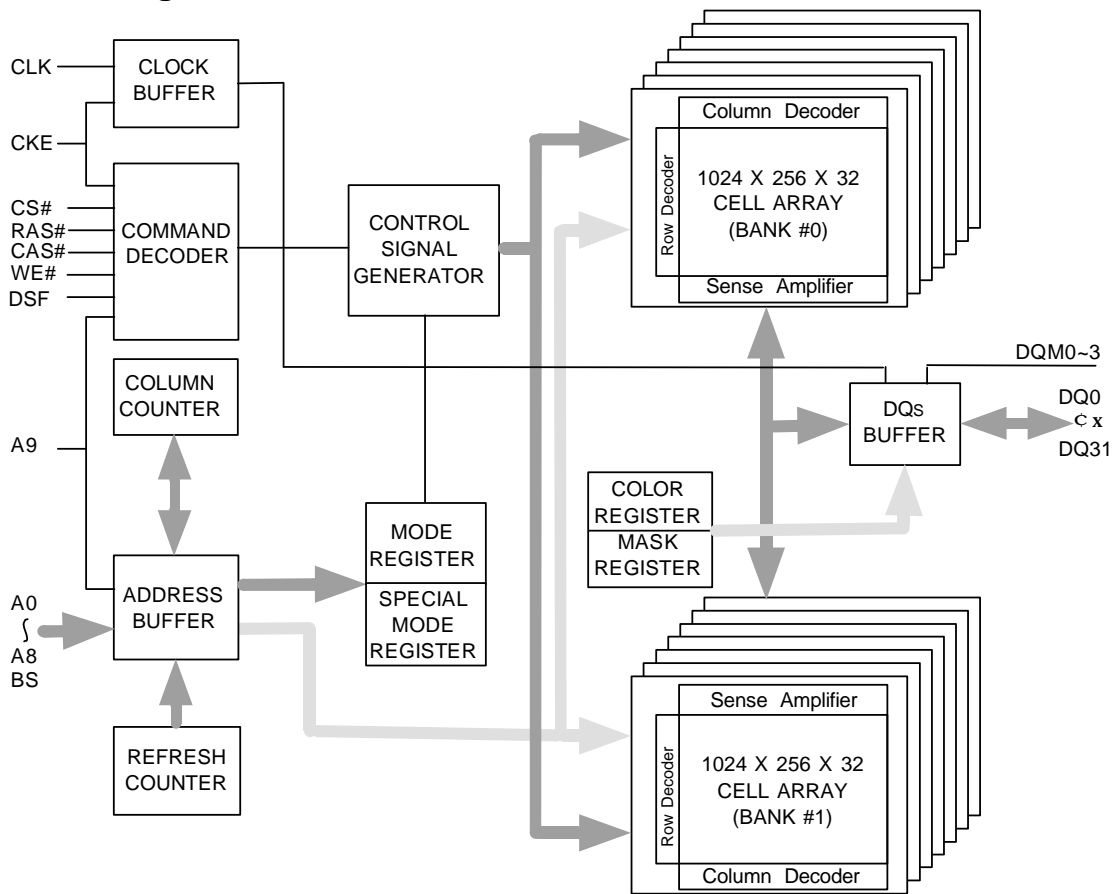 CLK
CLOCK
BUFFER
CKE
CS#
RAS#
CAS#
WE#
DSF
COMMAND
DECODER
CONTROL
SIGNAL
GENERATOR
Column Decoder
Row Decoder
1024 X 256 X 32
CELL ARRAY
(BANK #0)
Sense Amplifier
DQM0~3
COLUMN
COUNTER
DQs
BUFFER
DQ0
¢x
DQ31
A9
COLOR
REGISTER
MASK
REGISTER
MODE
REGISTER
SPECIAL
MODE
REGISTER
ADDRESS
BUFFER
A0
∫
A8
BS
REFRESH
COUNTER
Sense Amplifier
Row Decoder
1024 X 256 X 32
CELL ARRAY
(BANK #1)
Column Decoder